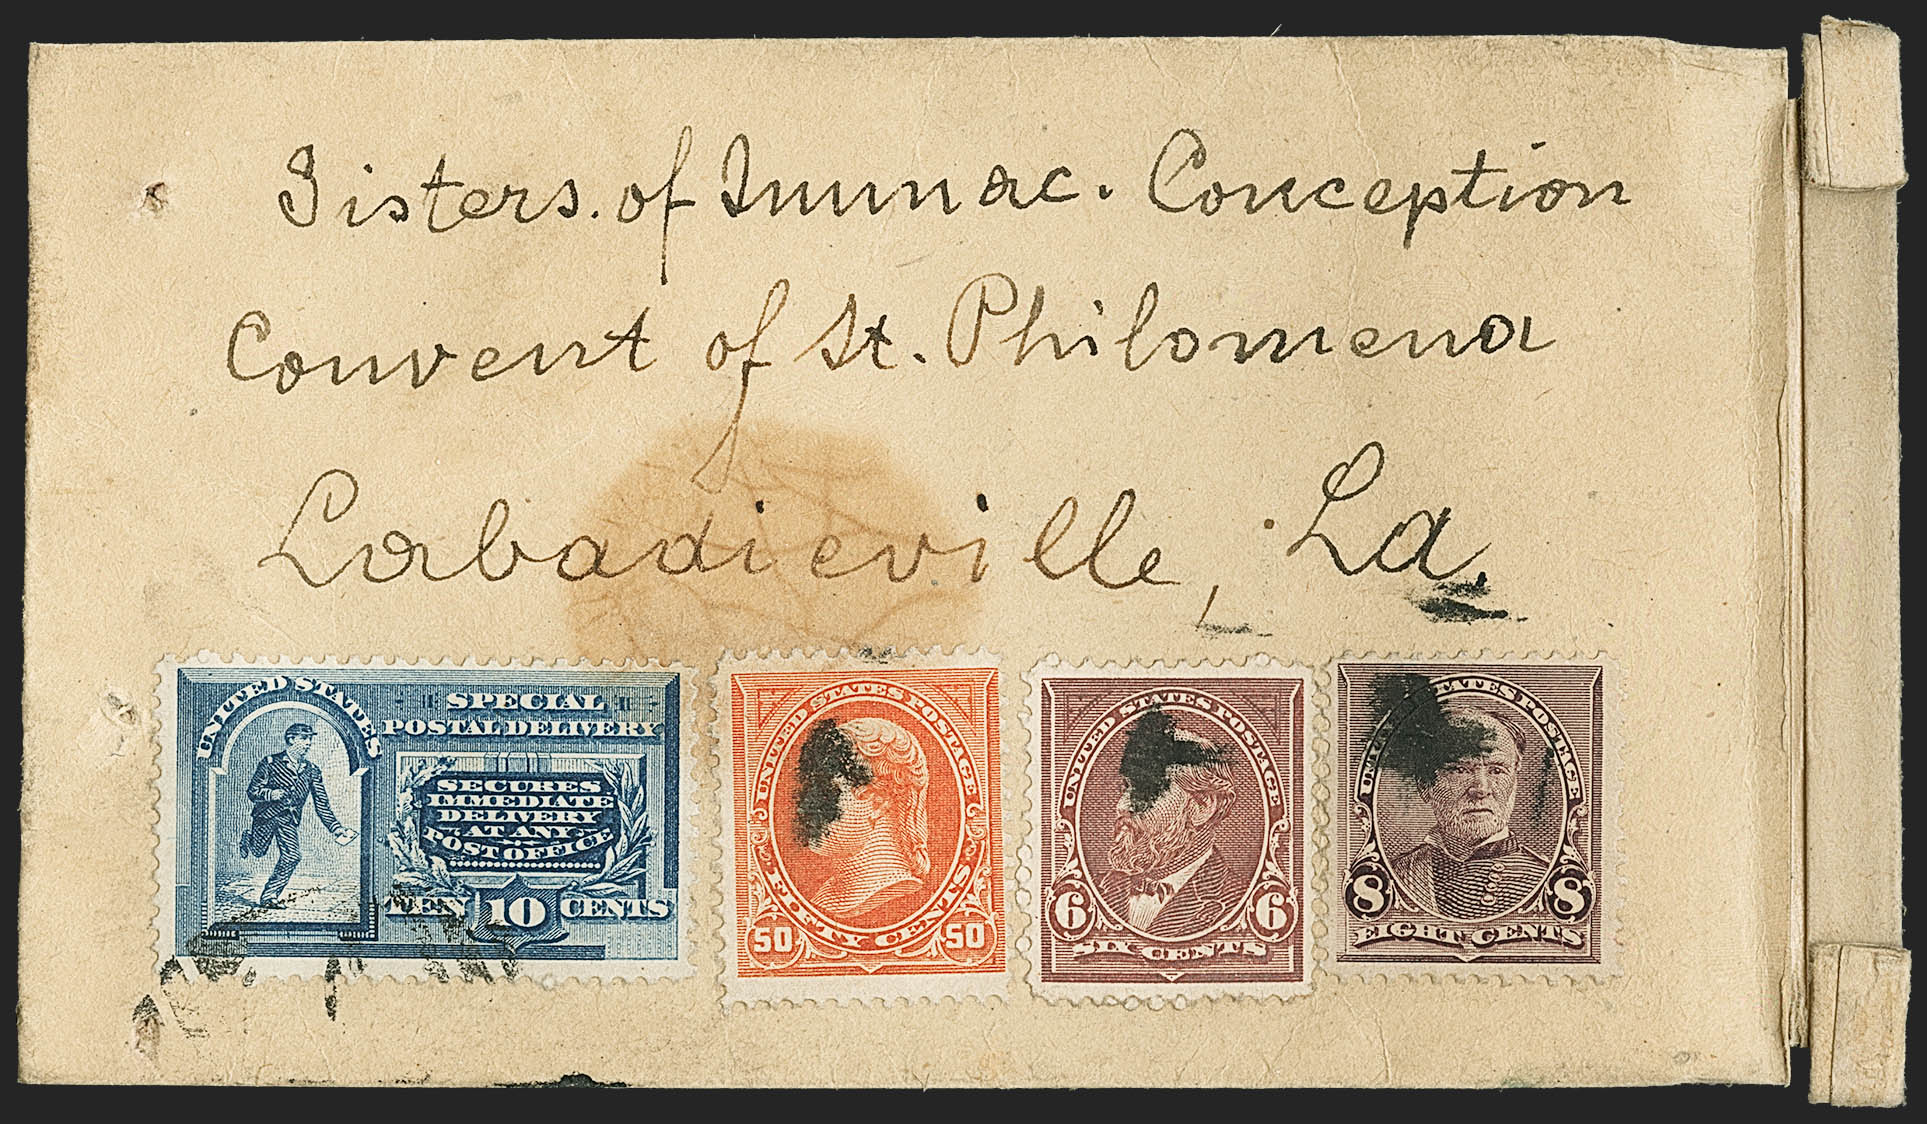 Sisters. of Immac. Conception
Convent of St. Philomena
Labadieville, La.
UNITED STATES
SPECIAL
POSTAL DELIVERY
SECURES
IMMEDIATE
DELIVERY
AT ANY
POST OFFICE
TEN 10 CENTS
UNITED STATES POSTAGE
50 FIFTY CENTS 50
UNITED STATES POSTAGE
6 6
SIX CENTS
STATES POSTAGE
8 8
EIGHT CENTS